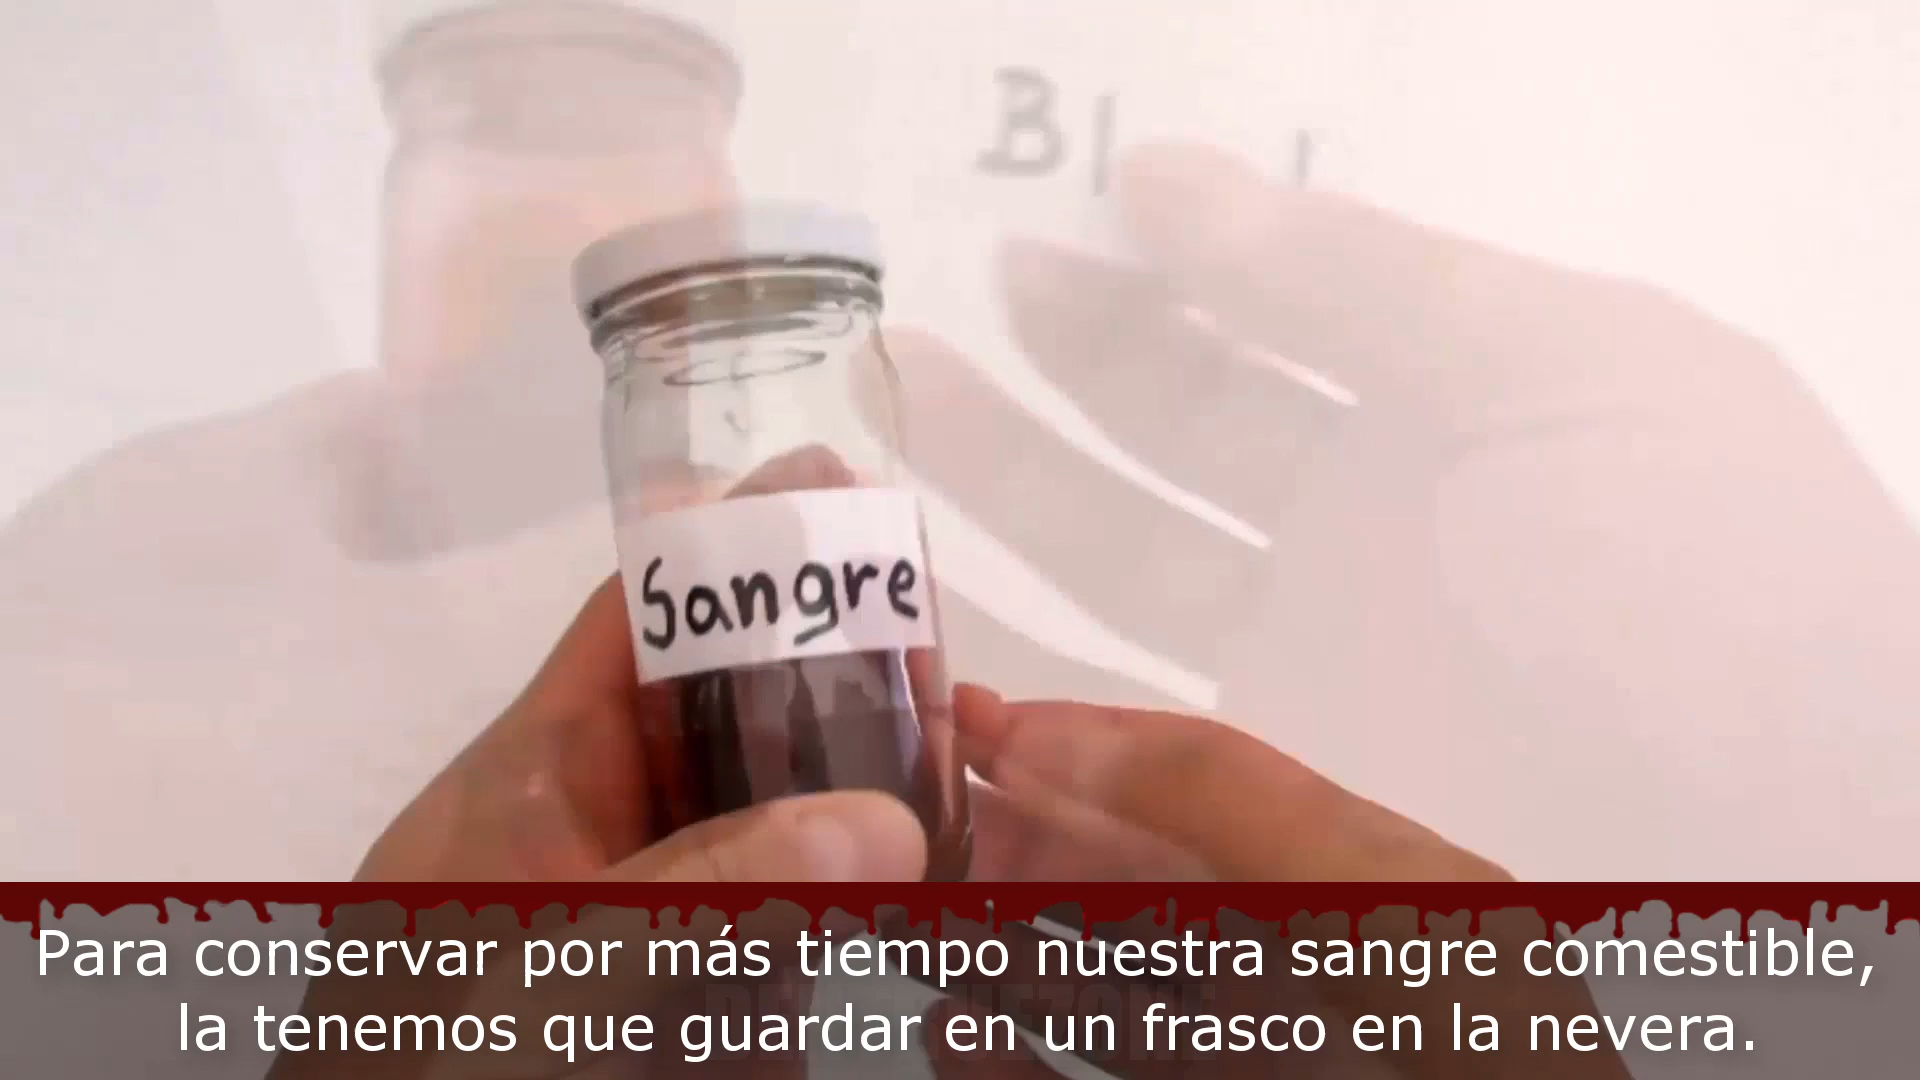 Sangre
Para conservar por más tiempo nuestra sangre comestible,
la tenemos que guardar en un frasco en la nevera.